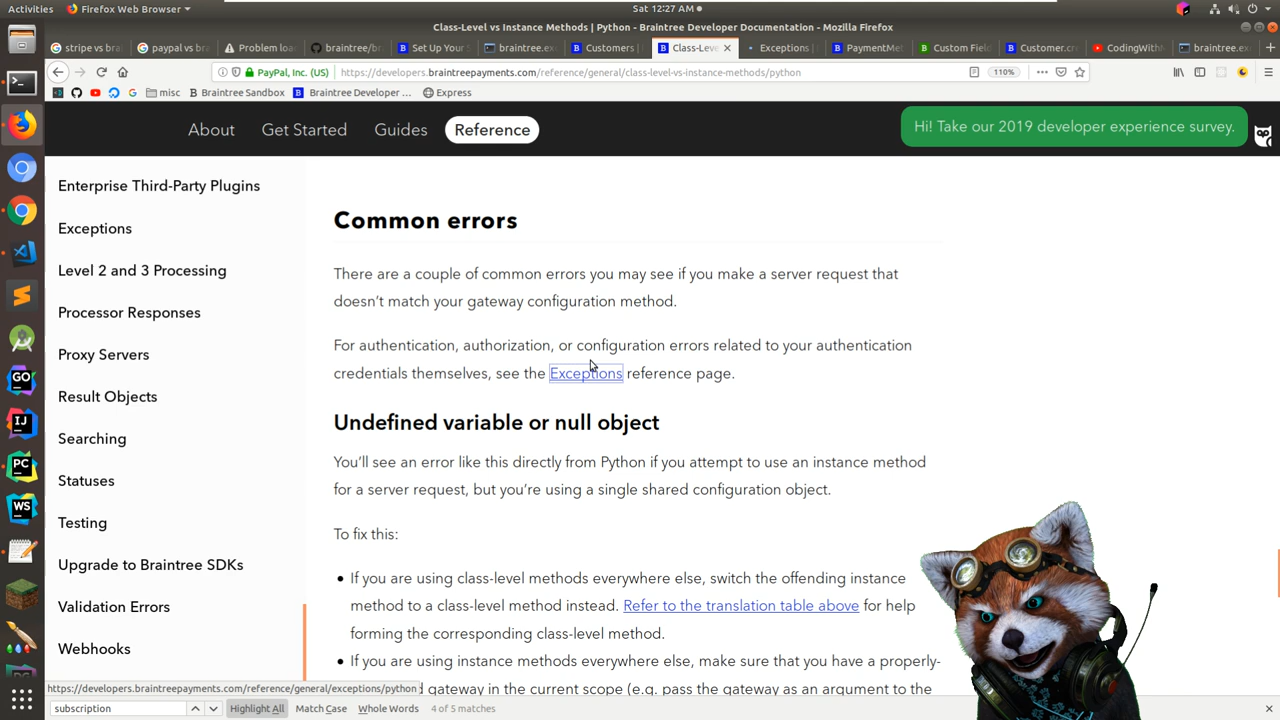 Activities
Firefox Web Browser
Sat 12:27 AM
Class-Level vs Instance Methods | Python - Braintree Developer Documentation - Mozilla Firefox
stripe vs bra
paypal vs bra
Problem loa
braintree/br
Set Up Your
braintree.ex
Customers
Class-Leve
Exceptions
PaymentMet
Custom Field
Customer.cr
CodingWithM
braintree.exc
PayPal, Inc. (US)
https://developers.braintreepayments.com/reference/general/class-level-vs-instance-methods/python
110%
misc
Braintree Sandbox
Braintree Developer ...
Express
About
Get Started
Guides
Reference
Hi! Take our 2019 developer experience survey.
Enterprise Third-Party Plugins
Exceptions
Level 2 and 3 Processing
Processor Responses
Proxy Servers
Result Objects
Searching
Statuses
Testing
Upgrade to Braintree SDKs
Validation Errors
Webhooks
Common errors
There are a couple of common errors you may see if you make a server request that
doesn't match your gateway configuration method.
For authentication, authorization, or configuration errors related to your authentication
credentials themselves, see the Exceptions reference page.
Undefined variable or null object
You'll see an error like this directly from Python if you attempt to use an instance method
for a server request, but you're using a single shared configuration object.
To fix this:
If you are using class-level methods everywhere else, switch the offending instance
method to a class-level method instead. Refer to the translation table above for help
forming the corresponding class-level method.
If you are using instance methods everywhere else, make sure that you have a properly-
d gateway in the current scope (e.g. pass the gateway as an argument to the
https://developers.braintreepayments.com/reference/general/exceptions/python
subscription
Highlight All
Match Case
Whole Words
4 of 5 matches
GO
IJ
PC
WS